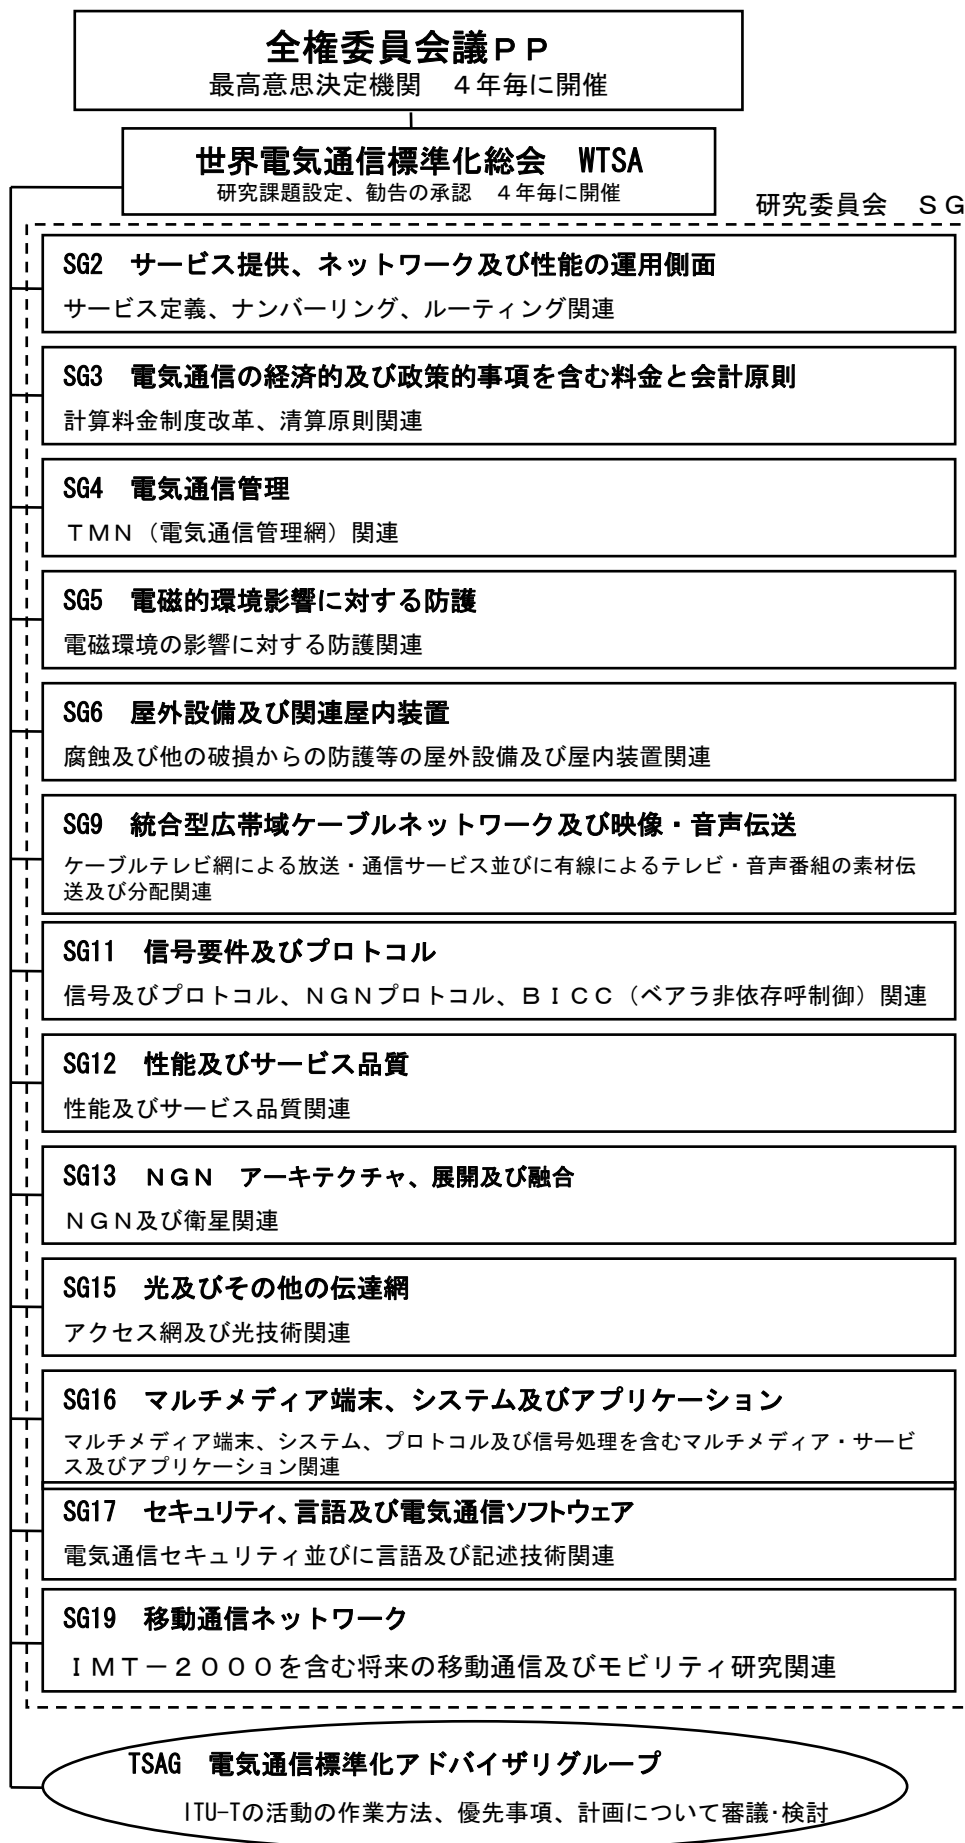 全権委員会議ＰＰ
最高意思決定機関　４年毎に開催
世界電気通信標準化総会　WTSA
研究課題設定、勧告の承認　４年毎に開催
研究委員会　ＳＧ
SG2　サービス提供、ネットワーク及び性能の運用側面
サービス定義、ナンバーリング、ルーティング関連
SG3　電気通信の経済的及び政策的事項を含む料金と会計原則
計算料金制度改革、清算原則関連
SG4　電気通信管理
ＴＭＮ（電気通信管理網）関連
SG5　電磁的環境影響に対する防護
電磁環境の影響に対する防護関連
SG6　屋外設備及び関連屋内装置
腐蝕及び他の破損からの防護等の屋外設備及び屋内装置関連
SG9　統合型広帯域ケーブルネットワーク及び映像・音声伝送
ケーブルテレビ網による放送・通信サービス並びに有線によるテレビ・音声番組の素材伝
送及び分配関連
SG11　信号要件及びプロトコル
信号及びプロトコル、ＮＧＮプロトコル、ＢＩＣＣ（ベアラ非依存呼制御）関連
SG12　性能及びサービス品質
性能及びサービス品質関連
SG13　ＮＧＮ　アーキテクチャ、展開及び融合
ＮＧＮ及び衛星関連
SG15　光及びその他の伝達網
アクセス網及び光技術関連
SG16　マルチメディア端末、システム及びアプリケーション
マルチメディア端末、システム、プロトコル及び信号処理を含むマルチメディア・サービ
ス及びアプリケーション関連
SG17　セキュリティ、言語及び電気通信ソフトウェア
電気通信セキュリティ並びに言語及び記述技術関連
SG19　移動通信ネットワーク
ＩＭＴ－２０００を含む将来の移動通信及びモビリティ研究関連
TSAG　電気通信標準化アドバイザリグループ
ITU-Tの活動の作業方法、優先事項、計画について審議・検討